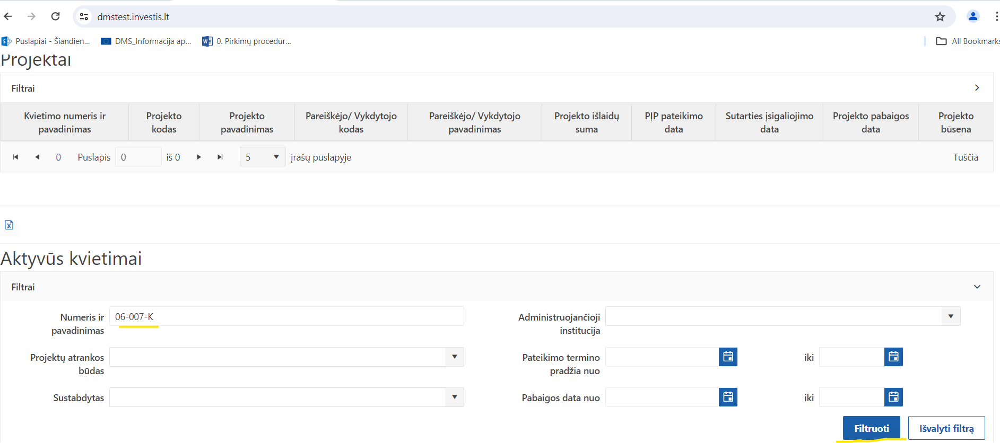 dmstest.investis.lt
Puslapiai - Šiandien... DMS_Informacija ap... 0. Pirkimų procedūr... All Bookmarks
Projektai
Filtrai
Kvietimo numeris ir pavadinimas
Projekto kodas
Projekto pavadinimas
Pareiškėjo/ Vykdytojo kodas
Pareiškėjo/ Vykdytojo pavadinimas
Projekto išlaidų suma
PĮP pateikimo data
Sutarties įsigaliojimo data
Projekto pabaigos data
Projekto būsena
0 Puslapis 0 iš 0 5 įrašų puslapyje Tuščia
Aktyvūs kvietimai
Filtrai
Numeris ir pavadinimas
06-007-K
Administruojančioji institucija
Projektų atrankos būdas
Pateikimo termino pradžia nuo
iki
Sustabdytas
Pabaigos data nuo
iki
Filtruoti Išvalyti filtrą